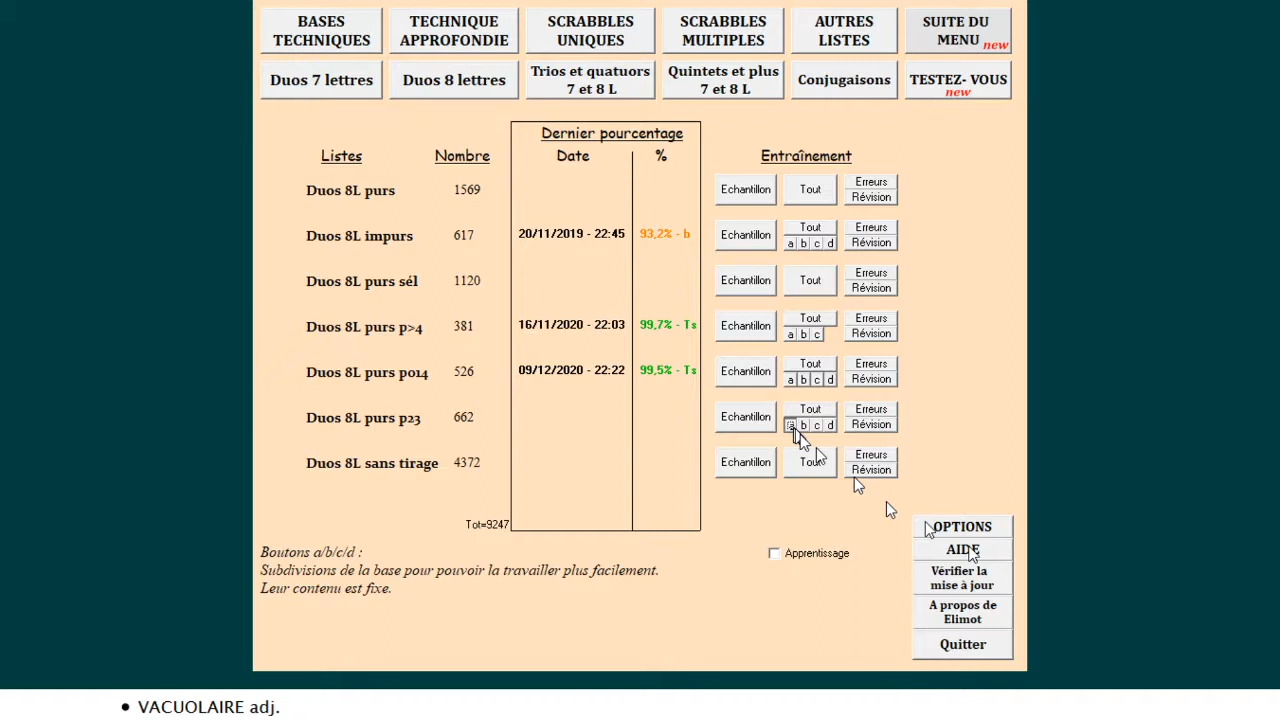 BASES TECHNIQUES
TECHNIQUE APPROFONDIE
SCRABBLES UNIQUES
SCRABBLES MULTIPLES
AUTRES LISTES
SUITE DU MENU new
Duos 7 lettres
Duos 8 lettres
Trios et quatuors 7 et 8 L
Quintets et plus 7 et 8 L
Conjugaisons
TESTEZ- VOUS new
Dernier pourcentage
Listes Nombre Date % Entraînement
Duos 8L purs 1569 Echantillon Tout Erreurs Révision
Duos 8L impurs 617 20/11/2019 - 22:45 93,2% - b Echantillon Tout a b c d Erreurs Révision
Duos 8L purs sél 1120 Echantillon Tout Erreurs Révision
Duos 8L purs p>4 381 16/11/2020 - 22:03 99,7% - Ts Echantillon Tout a b c Erreurs Révision
Duos 8L purs p014 526 09/12/2020 - 22:22 99,5% - Ts Echantillon Tout a b c d Erreurs Révision
Duos 8L purs p23 662 Echantillon Tout a b c d Erreurs Révision
Duos 8L sans tirage 4372 Echantillon Tout Erreurs Révision
Tot=9247
Boutons a/b/c/d :
Subdivisions de la base pour pouvoir la travailler plus facilement.
Leur contenu est fixe.
Apprentissage
OPTIONS
AIDE
Vérifier la
mise à jour
A propos de
Elimot
Quitter
• VACUOLAIRE adj.